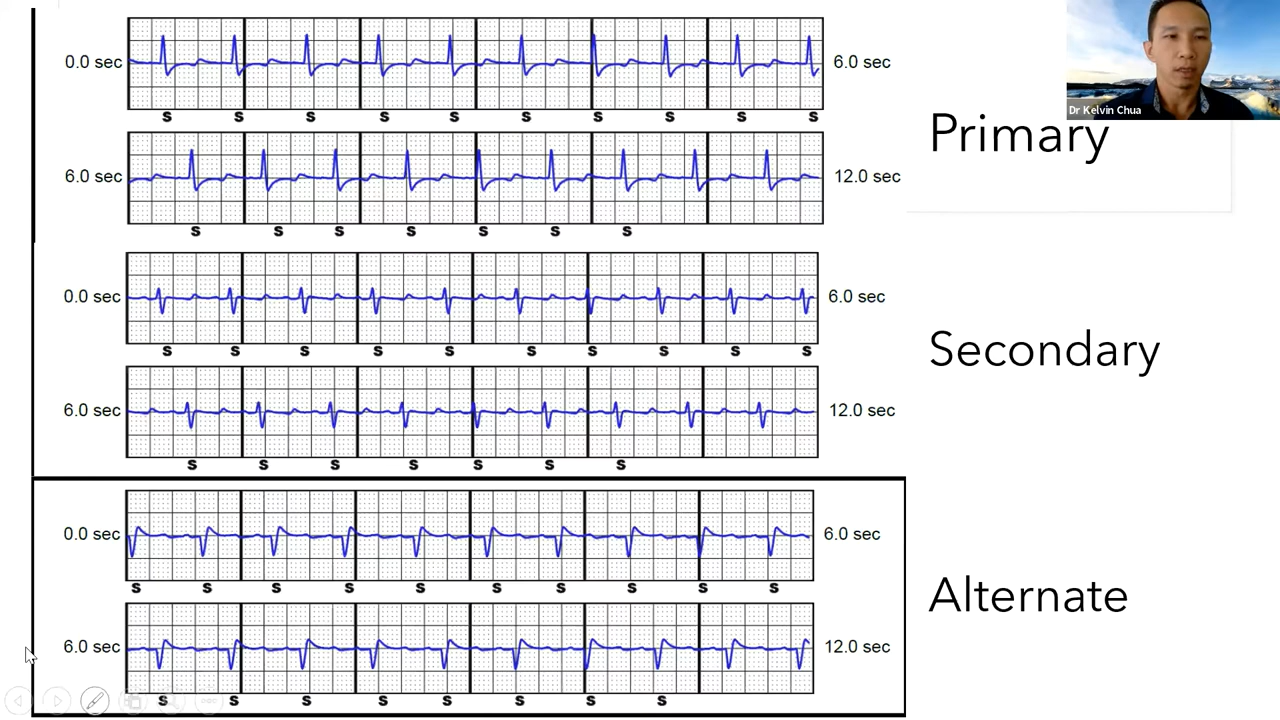 0.0 sec 6.0 sec
S S S S S S S S S S
6.0 sec 12.0 sec
S S S S S S S
Dr Kelvin Chua
Primary
0.0 sec 6.0 sec
S S S S S S S S S S
6.0 sec 12.0 sec
S S S S S S S
Secondary
0.0 sec 6.0 sec
S S S S S S S S S S
6.0 sec 12.0 sec
S S S S S S S S
Alternate